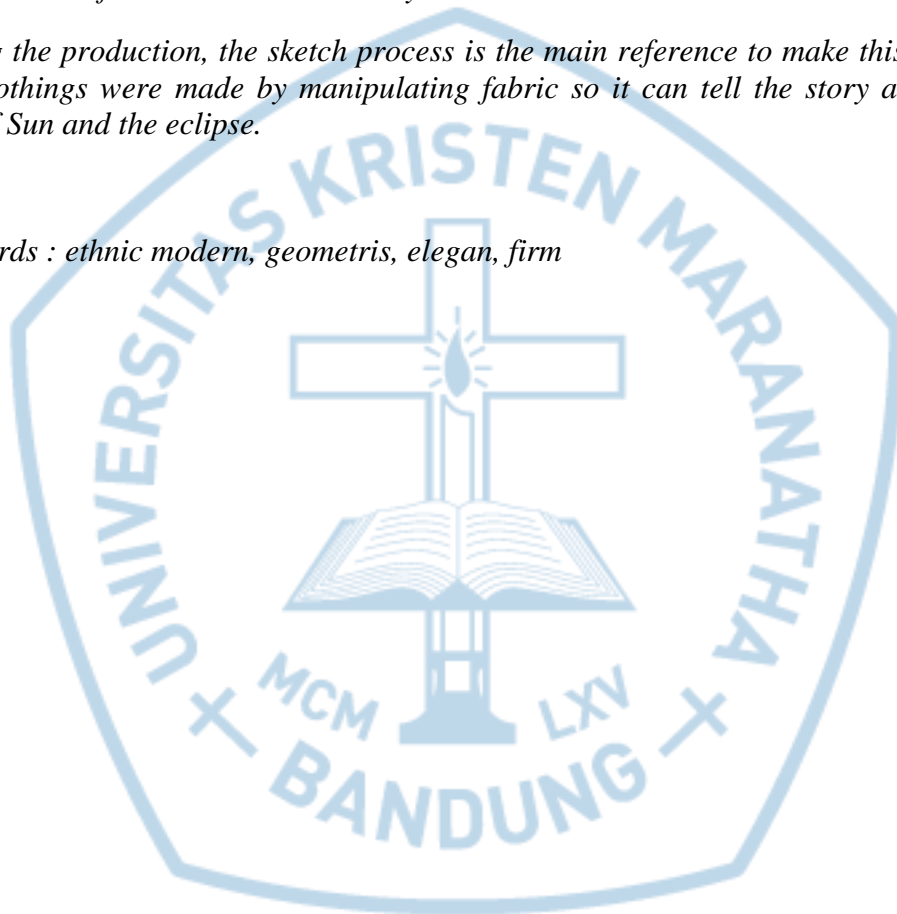 g the production, the sketch process is the main reference to make this
othings were made by manipulating fabric so it can tell the story a
f Sun and the eclipse.
rds : ethnic modern, geometris, elegan, firm
UNIVERSITAS KRISTEN MARANATHA
MCM LXV
BANDUNG